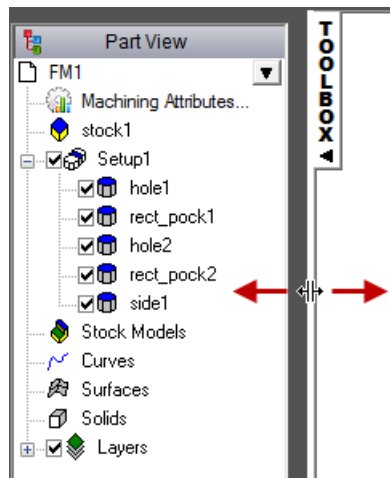 Part View
FM1
Machining Attributes...
stock1
Setup1
hole1
rect_pock1
hole2
rect_pock2
side1
Stock Models
Curves
Surfaces
Solids
Layers
TOOLBOX